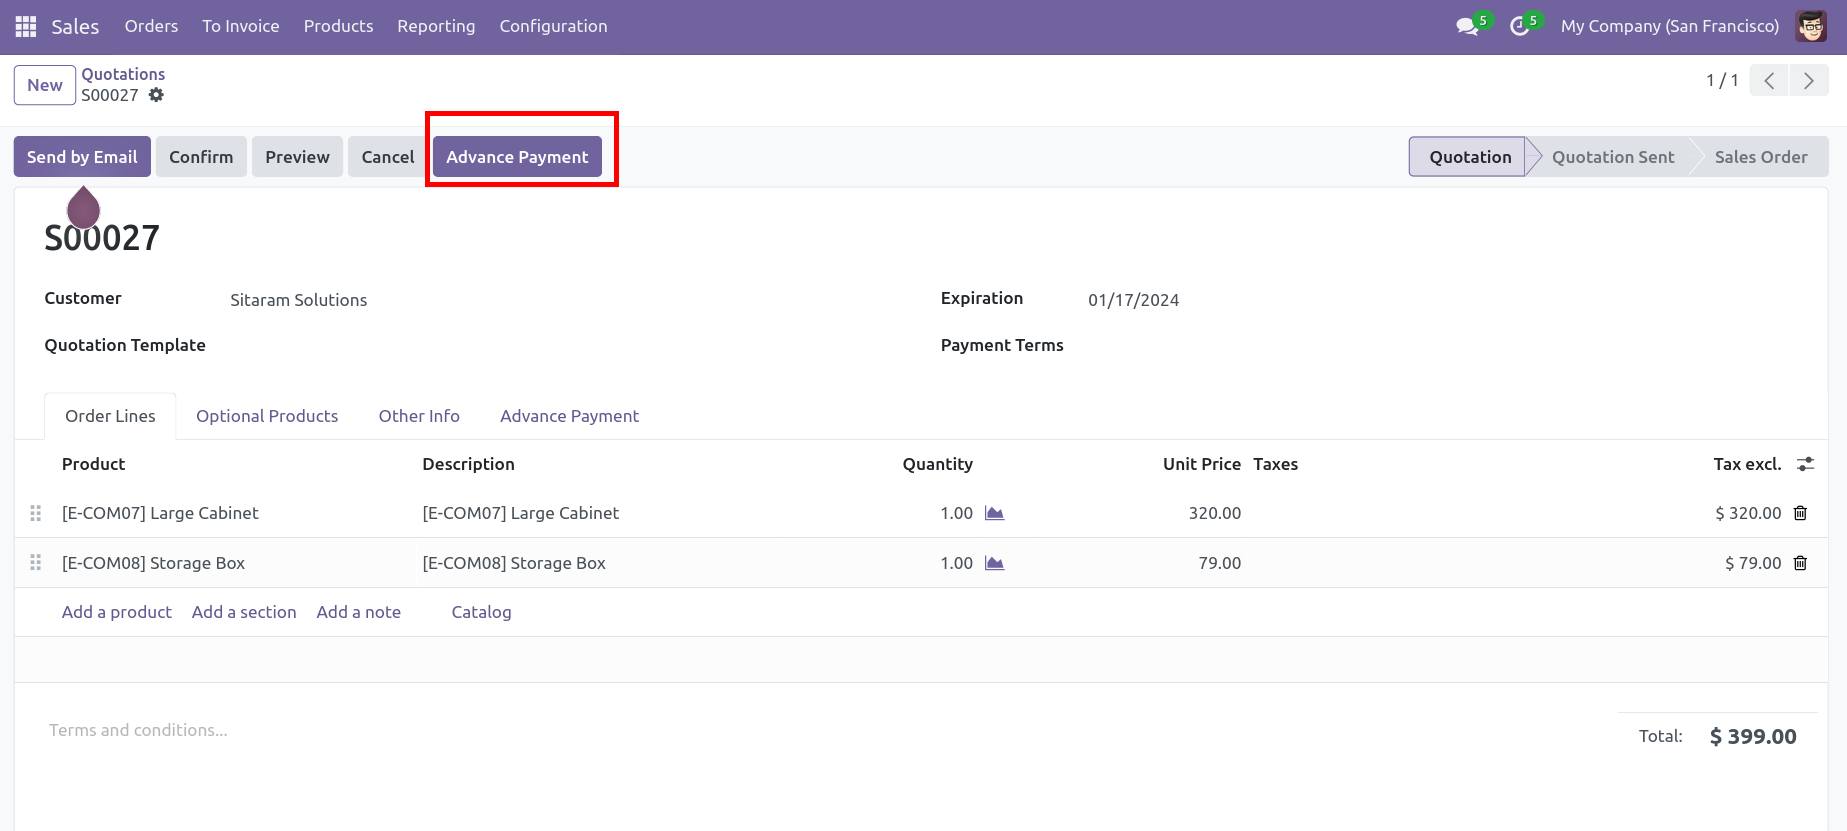 Sales Orders To Invoice Products Reporting Configuration 5 5 My Company (San Francisco)
New Quotations 1 / 1
S00027
Send by Email Confirm Preview Cancel Advance Payment Quotation Quotation Sent Sales Order
S00027
Customer Sitaram Solutions Expiration 01/17/2024
Quotation Template Payment Terms
Order Lines Optional Products Other Info Advance Payment
Product Description Quantity Unit Price Taxes Tax excl.
[E-COM07] Large Cabinet [E-COM07] Large Cabinet 1.00 320.00 $ 320.00
[E-COM08] Storage Box [E-COM08] Storage Box 1.00 79.00 $ 79.00
Add a product Add a section Add a note Catalog
Terms and conditions...
Total: $ 399.00